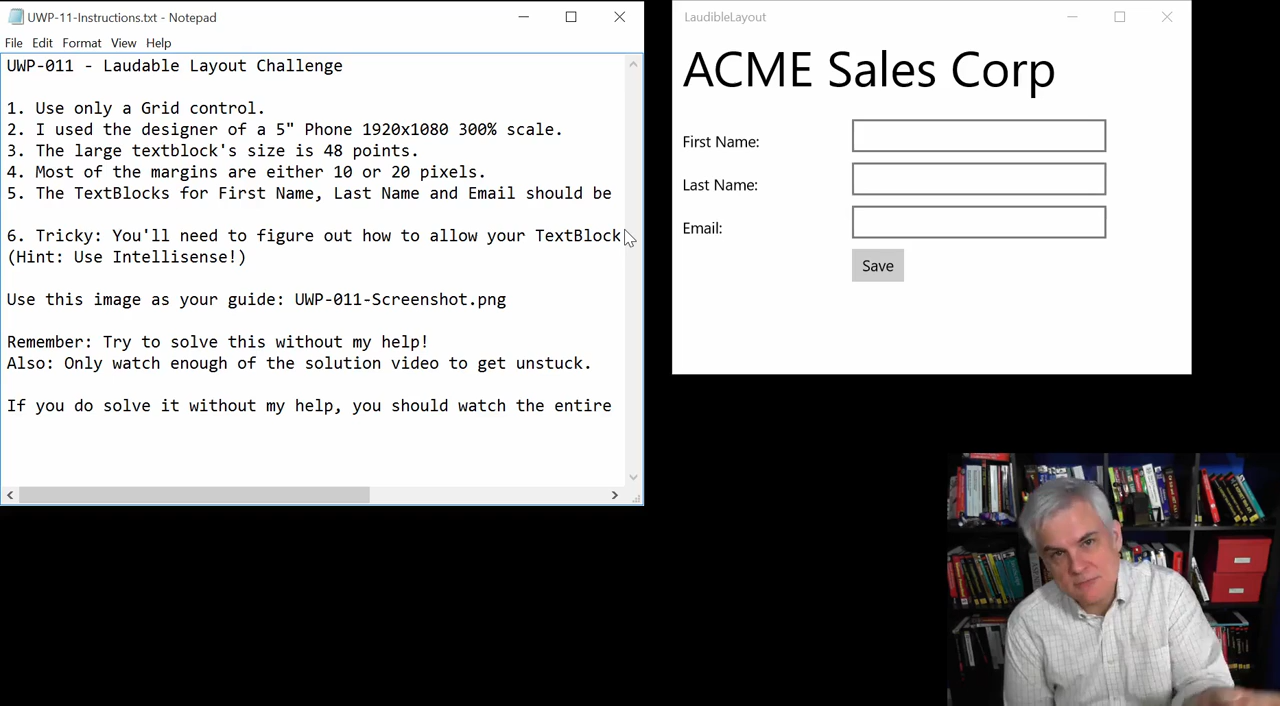 UWP-11-Instructions.txt - Notepad
File Edit Format View Help
UWP-011 - Laudable Layout Challenge
1. Use only a Grid control.
2. I used the designer of a 5" Phone 1920x1080 300% scale.
3. The large textblock's size is 48 points.
4. Most of the margins are either 10 or 20 pixels.
5. The TextBlocks for First Name, Last Name and Email should be
6. Tricky: You'll need to figure out how to allow your TextBlock
(Hint: Use Intellisense!)
Use this image as your guide: UWP-011-Screenshot.png
Remember: Try to solve this without my help!
Also: Only watch enough of the solution video to get unstuck.
If you do solve it without my help, you should watch the entire
LaudibleLayout
ACME Sales Corp
First Name:
Last Name:
Email:
Save